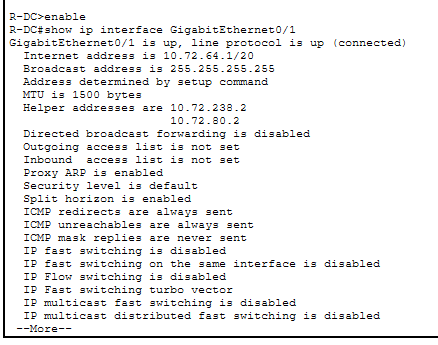 R-DC>enable
R-DC#show ip interface GigabitEthernet0/1
GigabitEthernet0/1 is up, line protocol is up (connected)
Internet address is 10.72.64.1/20
Broadcast address is 255.255.255.255
Address determined by setup command
MTU is 1500 bytes
Helper addresses are 10.72.238.2
10.72.80.2
Directed broadcast forwarding is disabled
Outgoing access list is not set
Inbound  access list is not set
Proxy ARP is enabled
Security level is default
Split horizon is enabled
ICMP redirects are always sent
ICMP unreachables are always sent
ICMP mask replies are never sent
IP fast switching is disabled
IP fast switching on the same interface is disabled
IP Flow switching is disabled
IP Fast switching turbo vector
IP multicast fast switching is disabled
IP multicast distributed fast switching is disabled
--More--